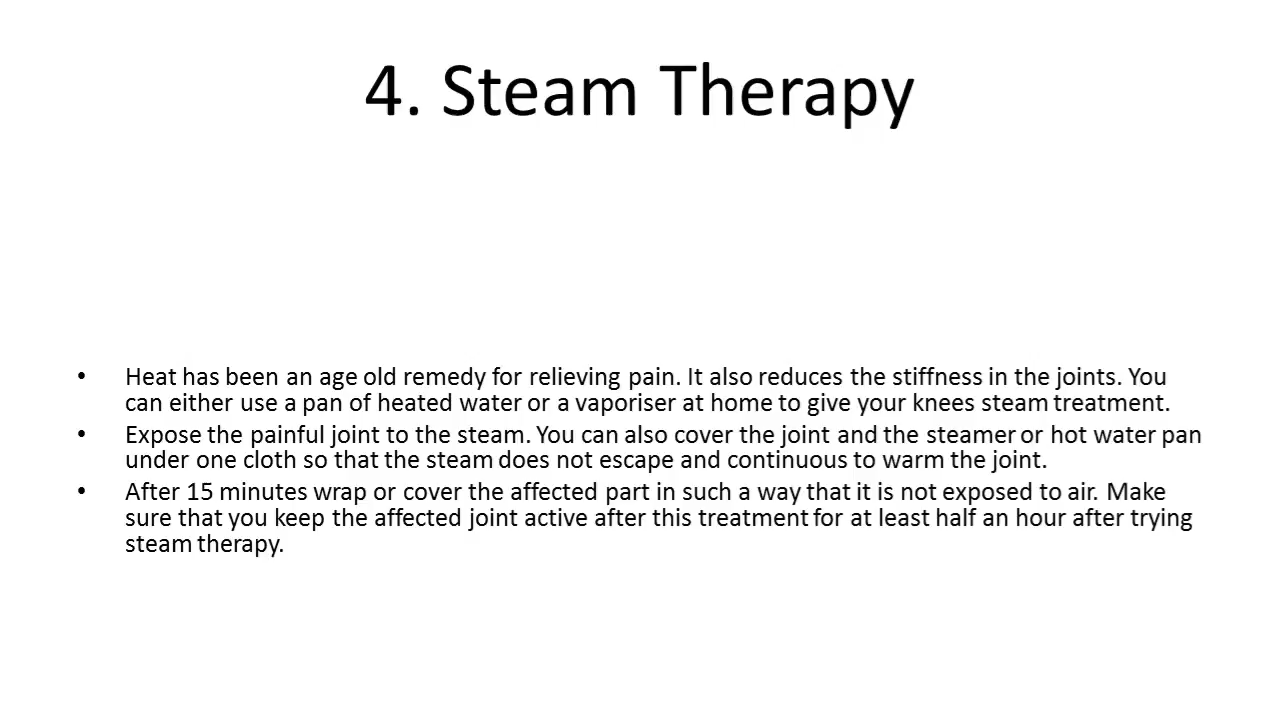 4. Steam Therapy
• Heat has been an age old remedy for relieving pain. It also reduces the stiffness in the joints. You
can either use a pan of heated water or a vaporiser at home to give your knees steam treatment.
• Expose the painful joint to the steam. You can also cover the joint and the steamer or hot water pan
under one cloth so that the steam does not escape and continuous to warm the joint.
• After 15 minutes wrap or cover the affected part in such a way that it is not exposed to air. Make
sure that you keep the affected joint active after this treatment for at least half an hour after trying
steam therapy.